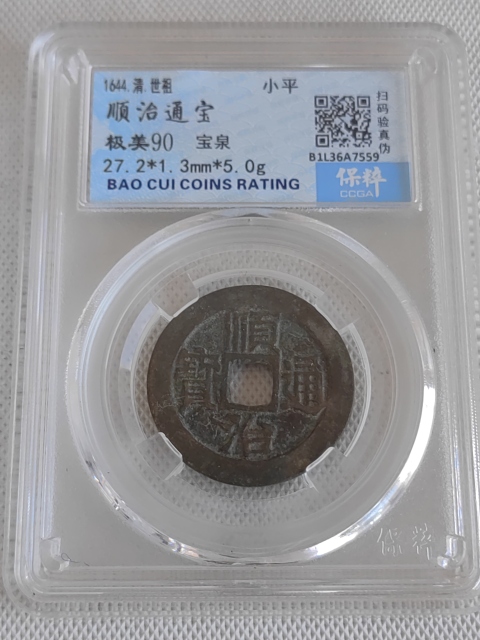 1644.清.世祖 小平
顺治通宝
极美90 宝泉
27.2*1.3mm*5.0g
BAO CUI COINS RATING
扫码验真伪
B1L36A7559
保粹
CCGA
順
寳 通
治
保粹